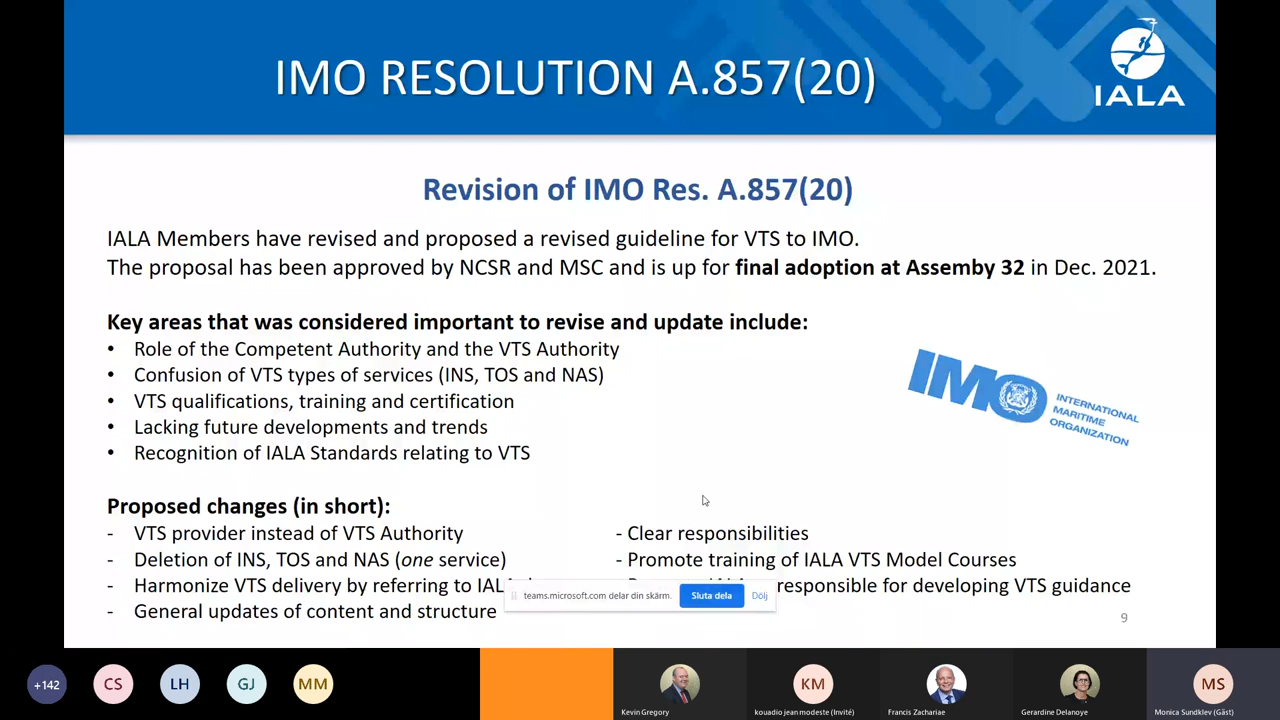 IMO RESOLUTION A.857(20)
IALA
Revision of IMO Res. A.857(20)
IALA Members have revised and proposed a revised guideline for VTS to IMO.
The proposal has been approved by NCSR and MSC and is up for final adoption at Assemby 32 in Dec. 2021.
Key areas that was considered important to revise and update include:
• Role of the Competent Authority and the VTS Authority
• Confusion of VTS types of services (INS, TOS and NAS)
• VTS qualifications, training and certification
• Lacking future developments and trends
• Recognition of IALA Standards relating to VTS
IMO
INTERNATIONAL
MARITIME
ORGANIZATION
Proposed changes (in short):
- VTS provider instead of VTS Authority
- Deletion of INS, TOS and NAS (one service)
- Harmonize VTS delivery by referring to IALA
- General updates of content and structure
- Clear responsibilities
- Promote training of IALA VTS Model Courses
responsible for developing VTS guidance
teams.microsoft.com delar din skärm.
Sluta dela
Dölj
9
+142
CS
LH
GJ
MM
Kevin Gregory
KM
kouadio jean modeste (Invité)
Francis Zachariae
Gerardine Delanoye
MS
Monica Sundklev (Gäst)